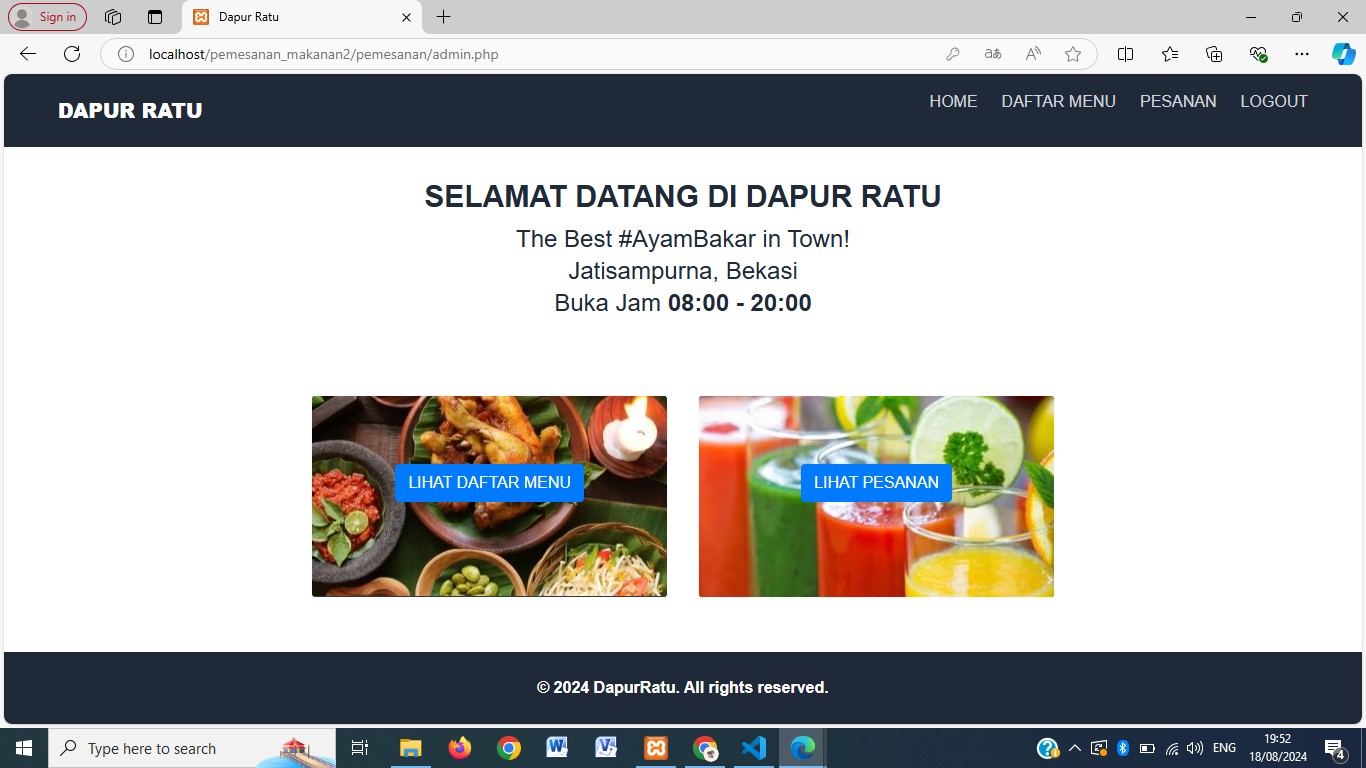 Sign in
Dapur Ratu
localhost/pemesanan_makanan2/pemesanan/admin.php
DAPUR RATU
HOME DAFTAR MENU PESANAN LOGOUT
SELAMAT DATANG DI DAPUR RATU
The Best #AyamBakar in Town!
Jatisampurna, Bekasi
Buka Jam 08:00 - 20:00
LIHAT DAFTAR MENU
LIHAT PESANAN
© 2024 DapurRatu. All rights reserved.
Type here to search
ENG
19:52
18/08/2024
4